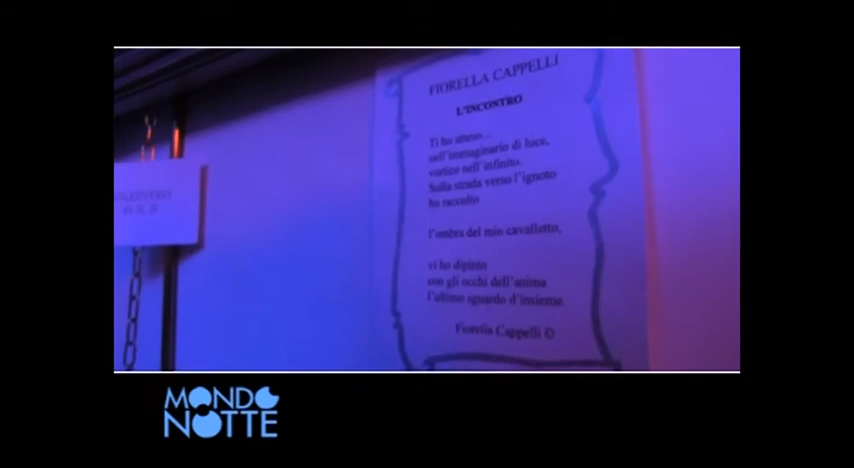 FIORELLA CAPPELLI
L'INCONTRO
Ti ho atteso...
nell'immaginario di luce,
vortice nell'infinito.
Sulla strada verso l'ignoto
ho raccolto
l'ombra del mio cavalletto,
vi ho dipinto
con gli occhi dell'anima
l'ultimo sguardo d'insieme.
Fiorella Cappelli ©
MONDO
NOTTE